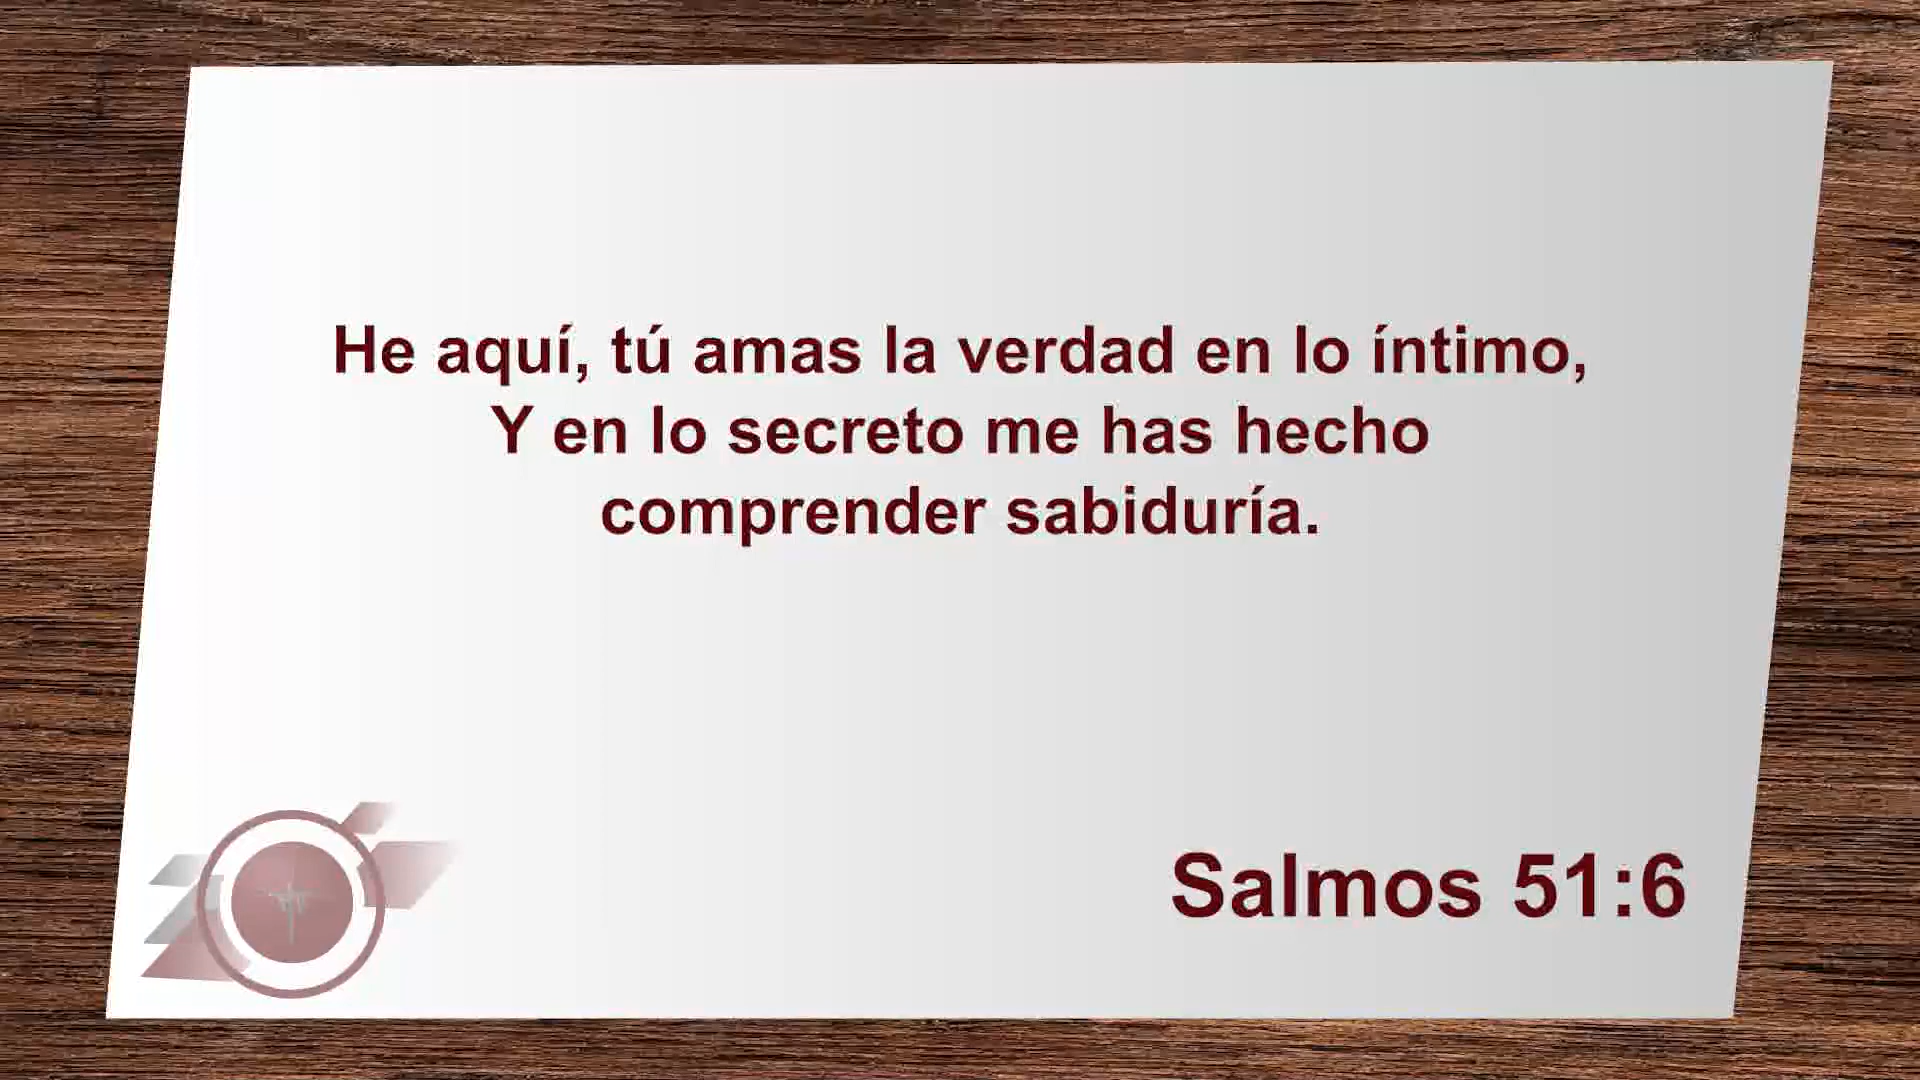 He aquí, tú amas la verdad en lo íntimo,
Y en lo secreto me has hecho
comprender sabiduría.
Salmos 51:6